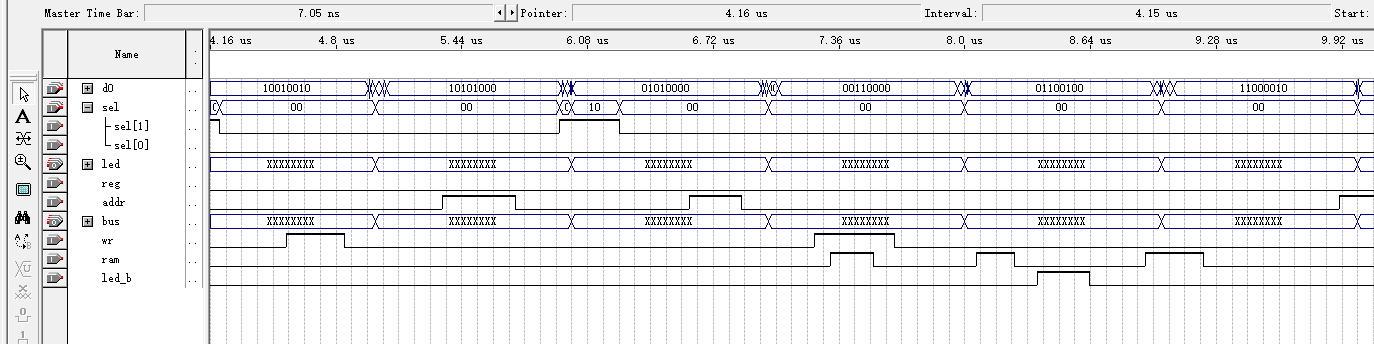 Master Time Bar: 7.05 ns Pointer: 4.16 us Interval: 4.15 us Start:
Name
4.16 us 4.8 us 5.44 us 6.08 us 6.72 us 7.36 us 8.0 us 8.64 us 9.28 us 9.92 us
d0 10010010 10101000 01010000 00110000 01100100 11000010
sel 00 00 10 00 00 00 00
sel[1]
sel[0]
led XXXXXXXX XXXXXXXX XXXXXXXX XXXXXXXX XXXXXXXX XXXXXXXX
reg
addr
bus XXXXXXXX XXXXXXXX XXXXXXXX XXXXXXXX XXXXXXXX XXXXXXXX
wr
ram
led_b